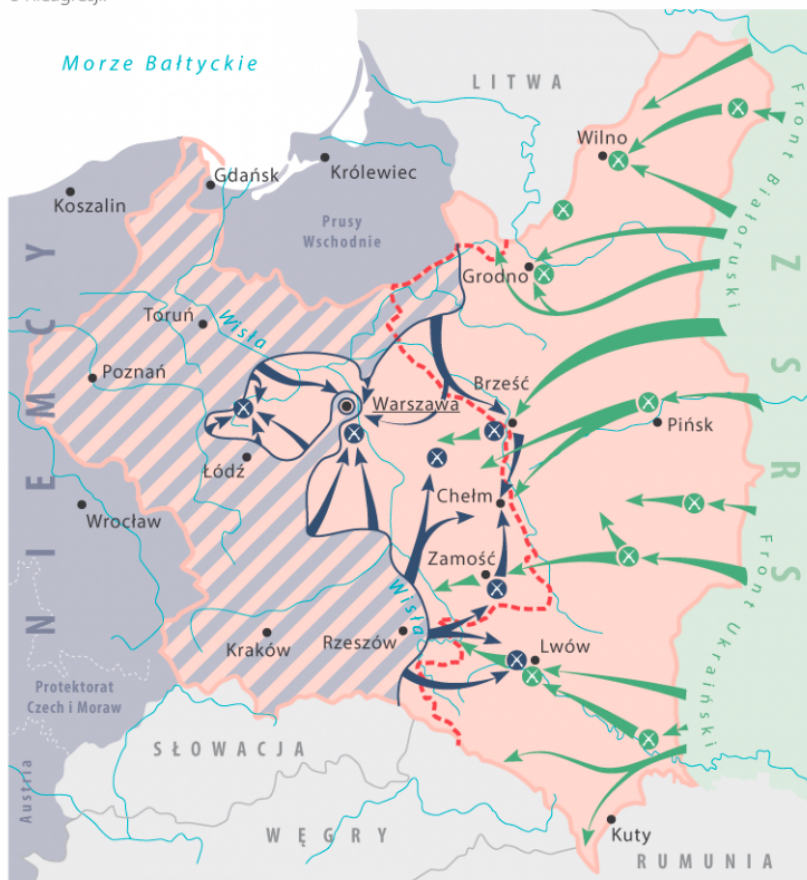 o nieagresji
Morze Bałtyckie
LITWA
Front Białoruski
Wilno
Gdańsk
Królewiec
Koszalin
Prusy
Wschodnie
Grodno
ZSRS
NIEMCY
Toruń
Wisła
Poznań
Brześć
Warszawa
Pińsk
Łódź
Chełm
Wrocław
Zamość
Front Ukraiński
Wisła
Kraków
Rzeszów
Lwów
Protektorat
Czech i Moraw
SŁOWACJA
Austria
WĘGRY
Kuty
RUMUNIA